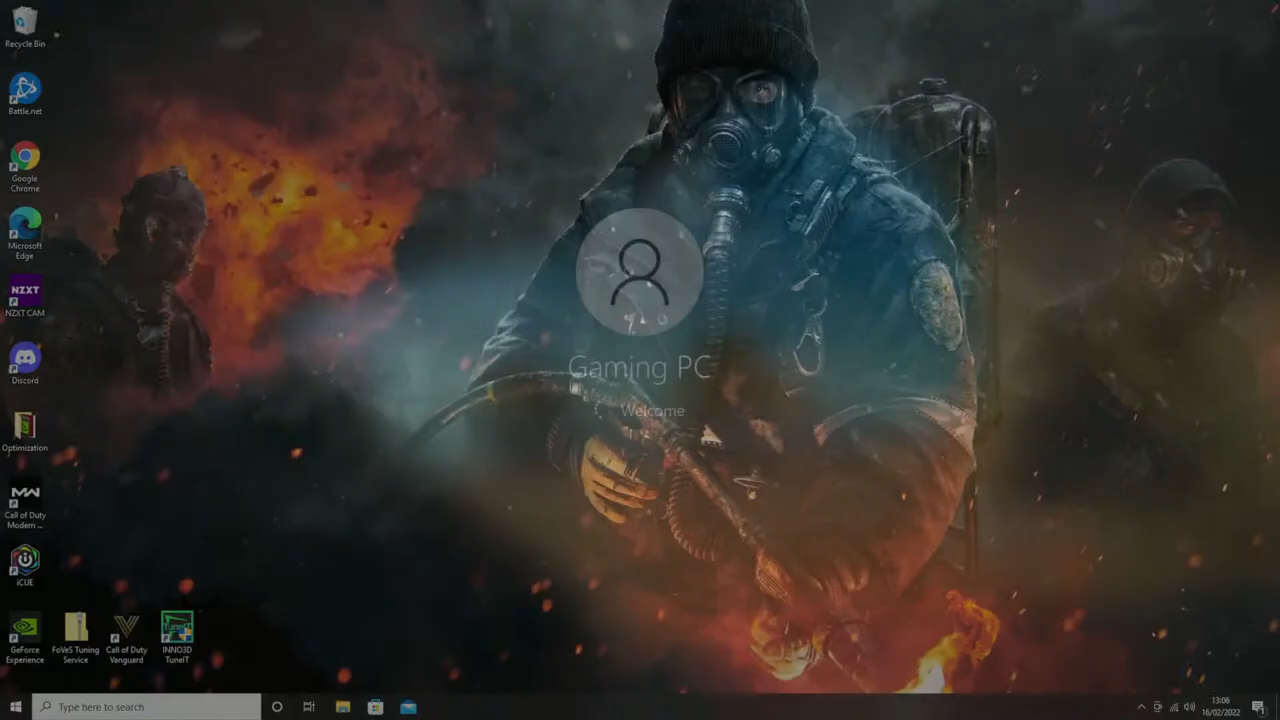 Recycle Bin
Battle.net
Google
Chrome
Microsoft
Edge
NZXT
NZXT CAM
Discord
Optimization
Call of Duty
Modern ...
iCUE
GeForce
Experience
FoVeS Tuning
Service
Call of Duty
Vanguard
TuneIT
INNO3D
TuneIT
Gaming PC
Welcome
Type here to search
13:06
16/02/2022
1